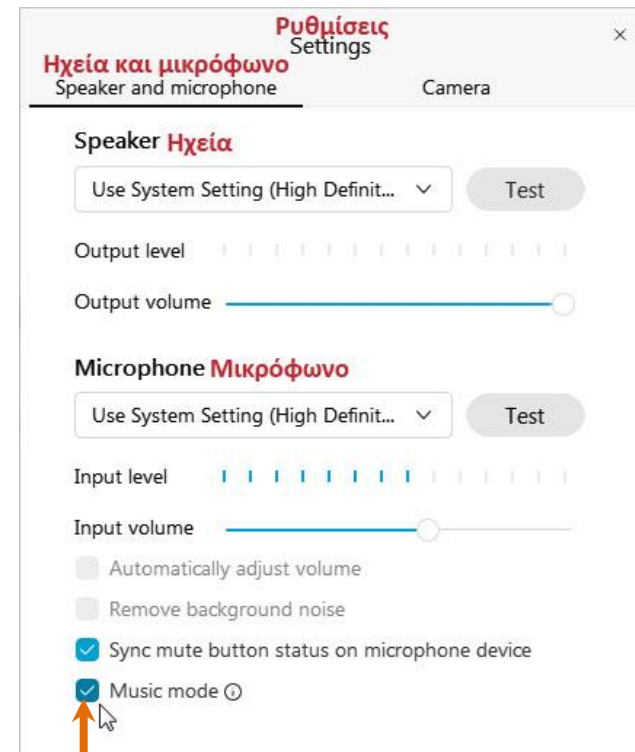 Ρυθμίσεις
Settings
Ηχεία και μικρόφωνο
Speaker and microphone
Camera
Speaker Ηχεία
Use System Setting (High Definit...
Test
Output level
Output volume
Microphone Μικρόφωνο
Use System Setting (High Definit...
Test
Input level
Input volume
Automatically adjust volume
Remove background noise
Sync mute button status on microphone device
Music mode